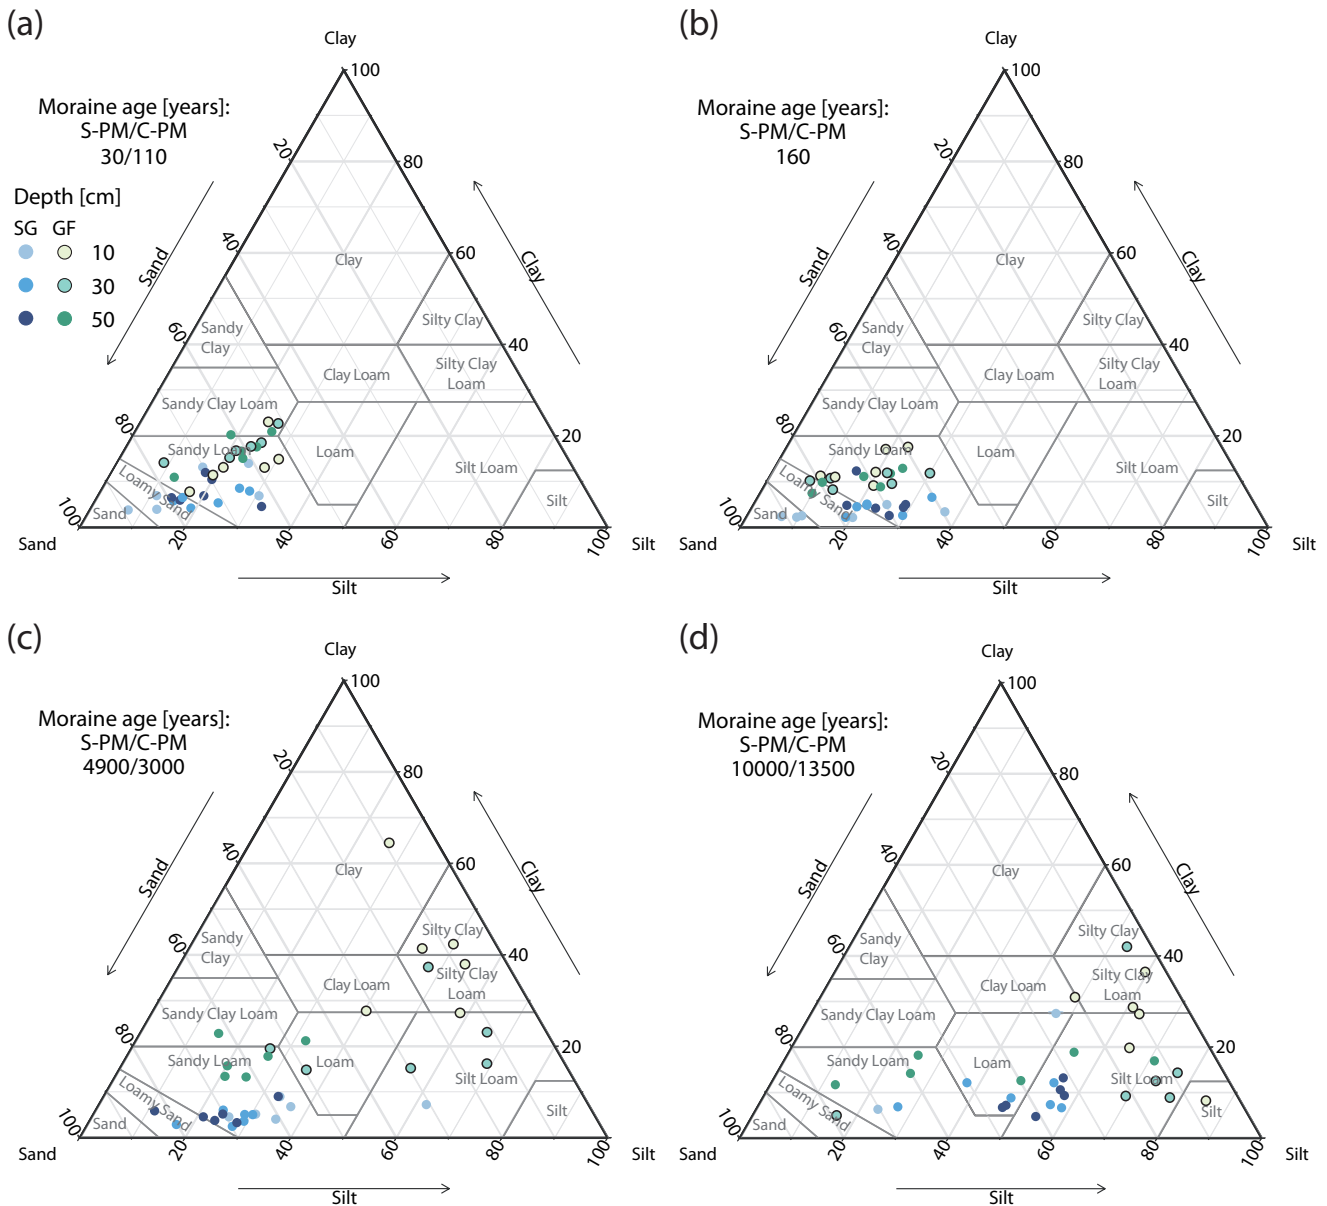 (a)
Clay
100
Moraine age [years]:
S-PM/C-PM
30/110
20
80
Depth [cm]
SG GF
10
30
50
40
60
Sand
Clay
Clay
60
40
Sandy
Clay
Silty Clay
Clay Loam
Silty Clay
Loam
80
20
Sandy Clay Loam
Sandy Loam
Loam
Silt Loam
Loamy Sand
Sand
Silt
100
20
40
60
80
100
Sand
Silt
Silt
(b)
Clay
100
Moraine age [years]:
S-PM/C-PM
160
20
80
40
60
Sand
Clay
Clay
60
40
Sandy
Clay
Silty Clay
Clay Loam
Silty Clay
Loam
80
20
Sandy Clay Loam
Sandy Loam
Loam
Silt Loam
Loamy Sand
Sand
Silt
100
20
40
60
80
100
Sand
Silt
Silt
(c)
Clay
100
Moraine age [years]:
S-PM/C-PM
4900/3000
20
80
40
60
Sand
Clay
Clay
60
40
Sandy
Clay
Silty Clay
Clay Loam
Silty Clay
Loam
80
20
Sandy Clay Loam
Sandy Loam
Loam
Silt Loam
Loamy Sand
Sand
Silt
100
20
40
60
80
100
Sand
Silt
Silt
(d)
Clay
100
Moraine age [years]:
S-PM/C-PM
10000/13500
20
80
40
60
Sand
Clay
Clay
60
40
Sandy
Clay
Silty Clay
Clay Loam
Silty Clay
Loam
80
20
Sandy Clay Loam
Sandy Loam
Loam
Silt Loam
Loamy Sand
Sand
Silt
100
20
40
60
80
100
Sand
Silt
Silt